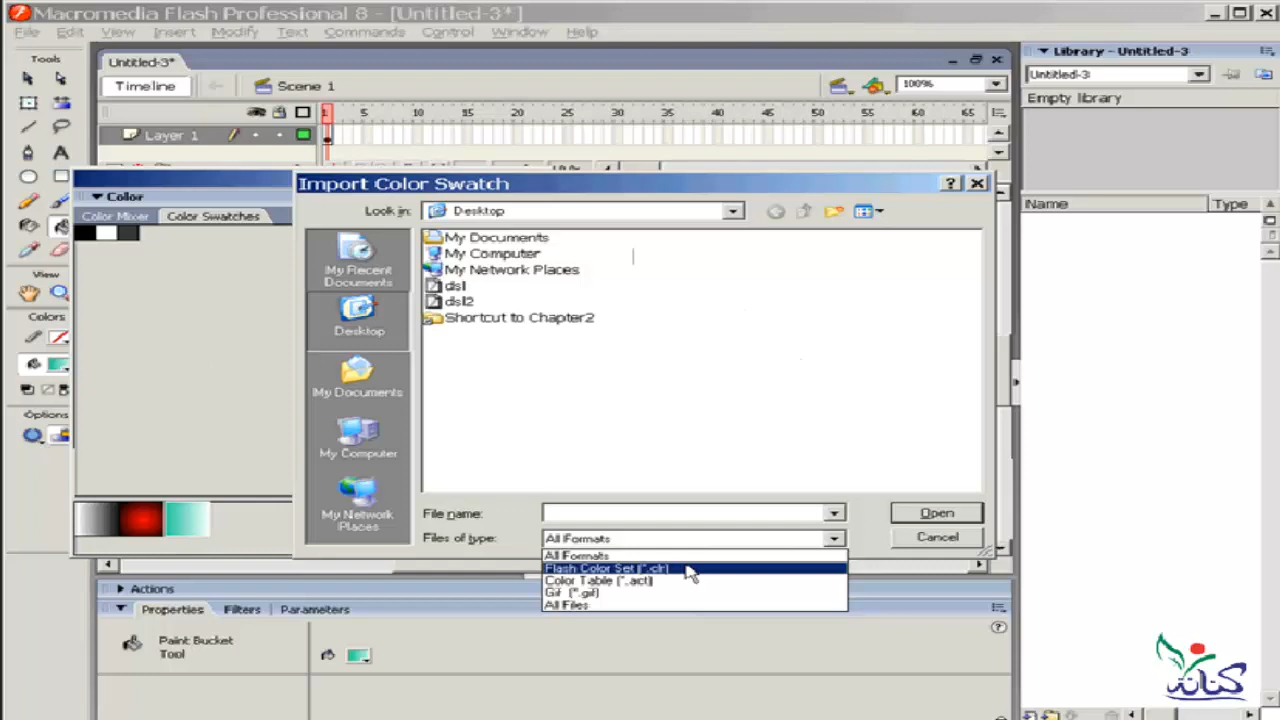 Macromedia Flash Professional 8 - [Untitled-3*]
File Edit View Insert Modify Text Commands Control Window Help
Tools
Untitled-3*
Timeline
Scene 1
100%
1 5 10 15 20 25 30 35 40 45 50 55 60 65
Layer 1
Library - Untitled-3
Untitled-3
Empty library
Name
Type
Color
Color Mixer
Color Swatches
View
Colors
Options
Import Color Swatch
Look in:
Desktop
My Recent
Documents
Desktop
My Documents
My Computer
My Network
Places
My Documents
My Computer
My Network Places
dsl
dsl2
Shortcut to Chapter2
File name:
Open
Files of type:
All Formats
Cancel
All Formats
Flash Color Set (*.clr)
Color Table (*.act)
Gif (*.gif)
All Files
Actions
Properties
Filters
Parameters
Paint Bucket
Tool
كنانة